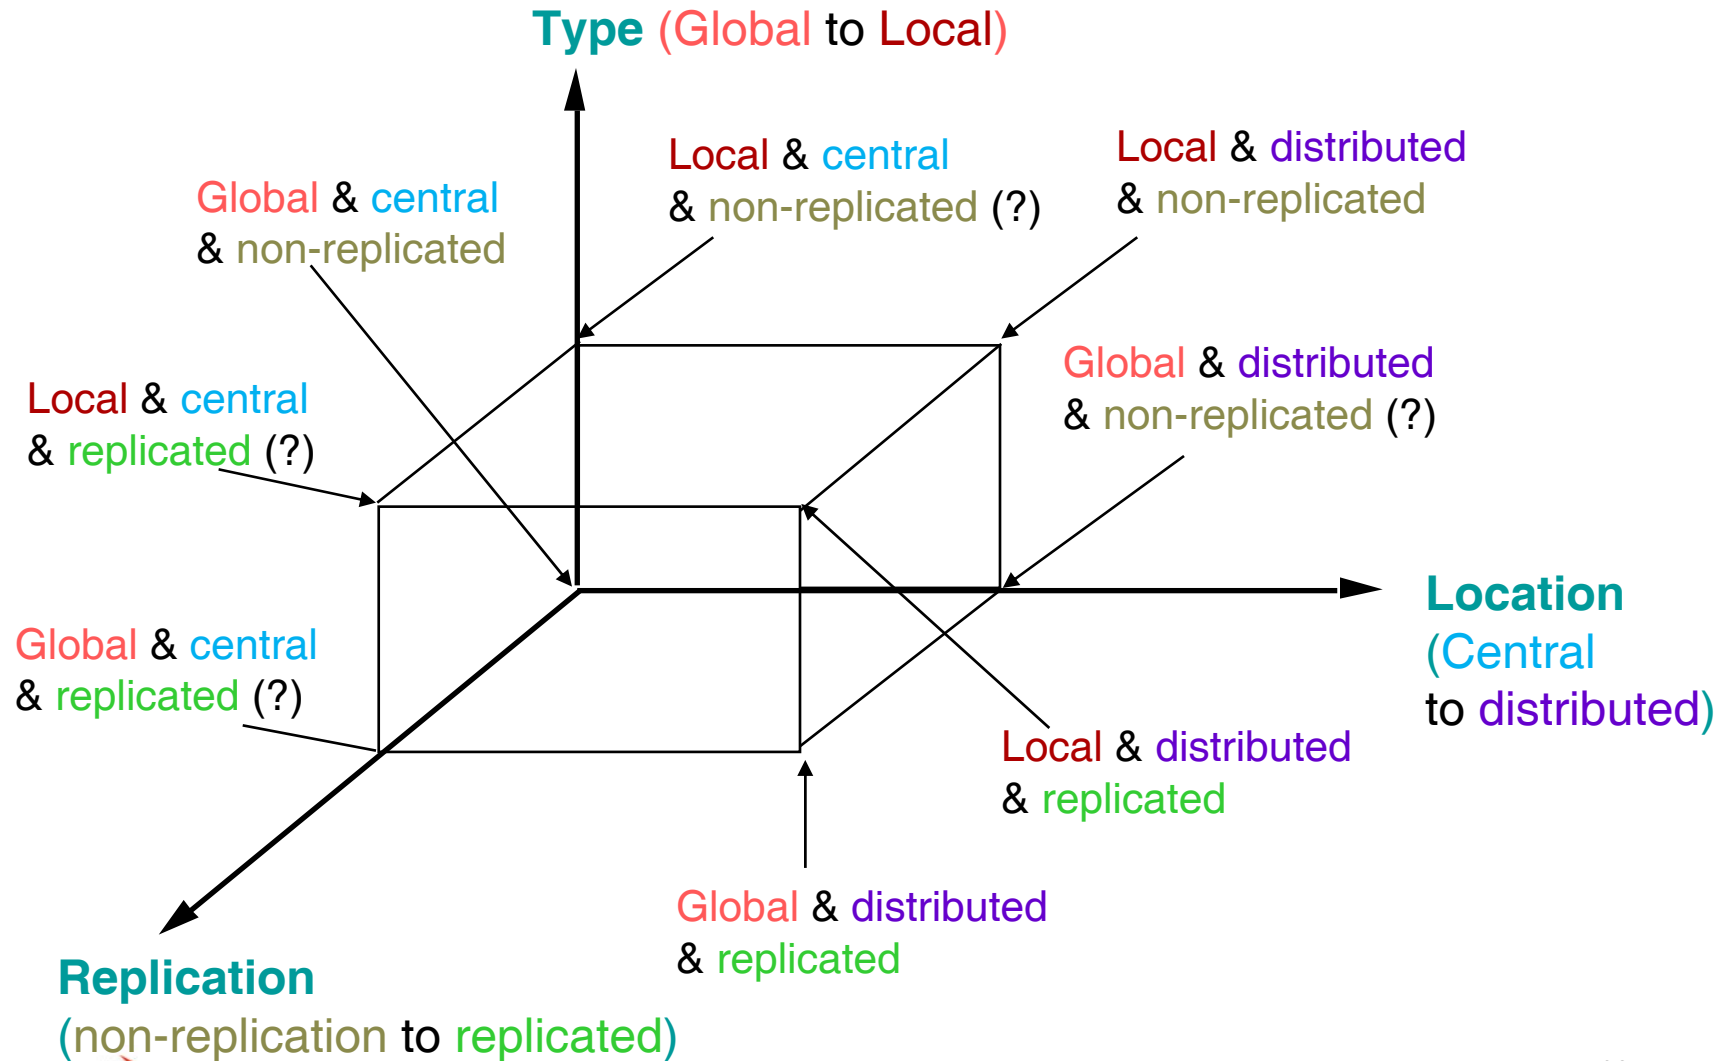 Type (Global to Local)
Local & central
& non-replicated (?)
Local & distributed
& non-replicated
Global & central
& non-replicated
Global & distributed
& non-replicated (?)
Local & central
& replicated (?)
Location
(Central
to distributed)
Global & central
& replicated (?)
Local & distributed
& replicated
Global & distributed
& replicated
Replication
(non-replication to replicated)